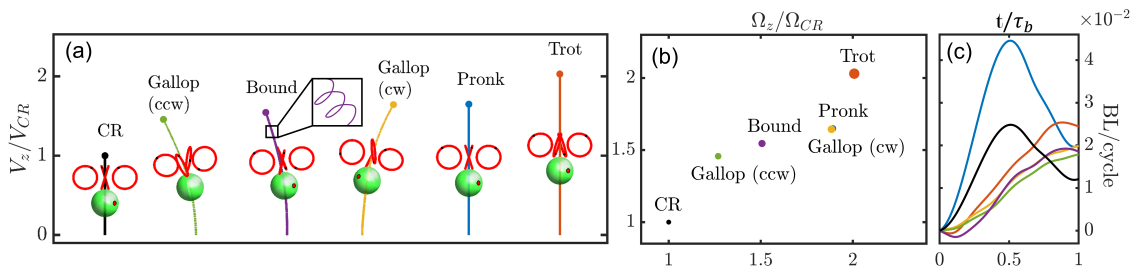 (a)
V_z/V_CR
2
1
0
CR
Gallop
(ccw)
Bound
Gallop
(cw)
Pronk
Trot
Ω_z/Ω_CR
(b)
2
1.5
1
1
1.5
2
CR
Gallop (ccw)
Bound
Pronk
Gallop (cw)
Trot
t/τ_b
(c)
×10⁻²
4
3
2
1
0
BL/cycle
0
0.5
1